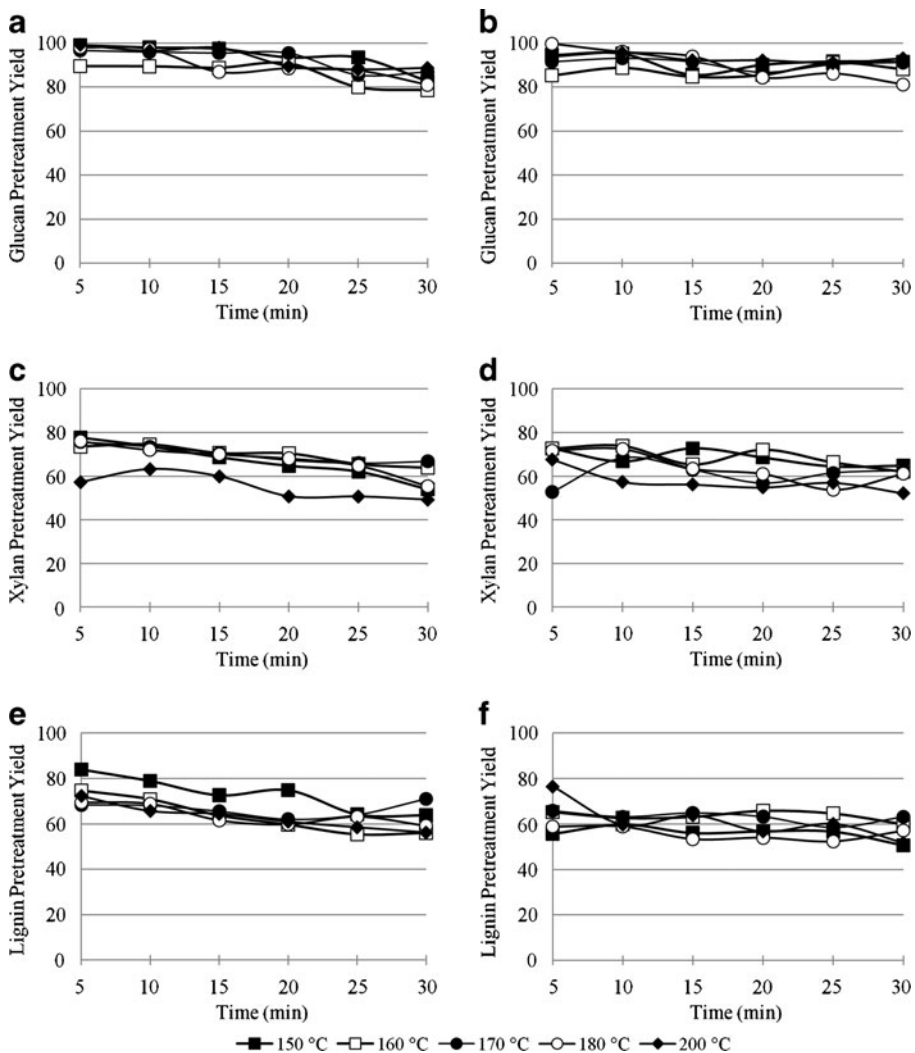 a
Glucan Pretreatment Yield
100
80
60
40
20
0
5 10 15 20 25 30
Time (min)
b
Glucan Pretreatment Yield
100
80
60
40
20
0
5 10 15 20 25 30
Time (min)
c
Xylan Pretreatment Yield
100
80
60
40
20
0
5 10 15 20 25 30
Time (min)
d
Xylan Pretreatment Yield
100
80
60
40
20
0
5 10 15 20 25 30
Time (min)
e
Lignin Pretreatment Yield
100
80
60
40
20
0
5 10 15 20 25 30
Time (min)
f
Lignin Pretreatment Yield
100
80
60
40
20
0
5 10 15 20 25 30
Time (min)
150 °C 160 °C 170 °C 180 °C 200 °C